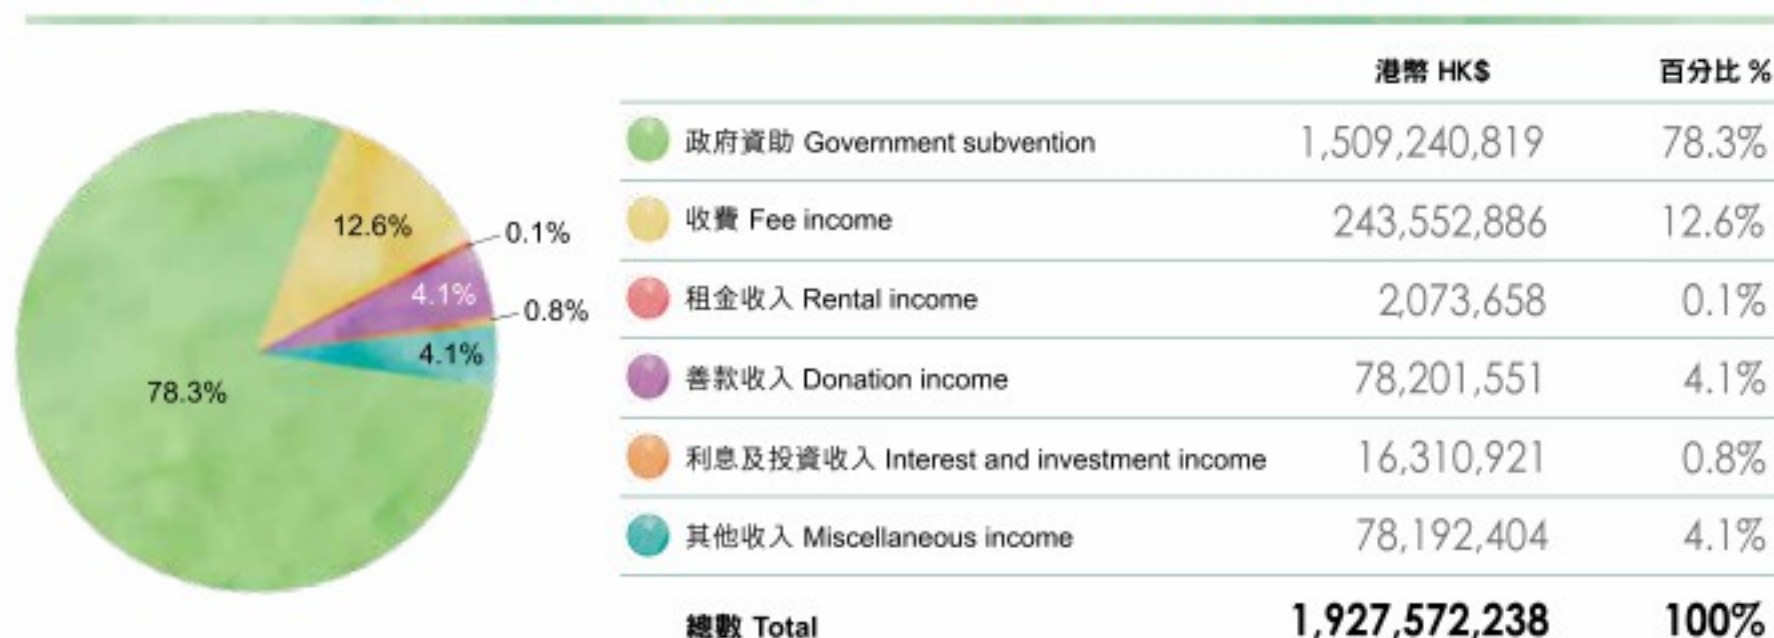 港幣 HK$ 百分比 %
政府資助 Government subvention 1,509,240,819 78.3%
收費 Fee income 243,552,886 12.6%
租金收入 Rental income 2,073,658 0.1%
善款收入 Donation income 78,201,551 4.1%
利息及投資收入 Interest and investment income 16,310,921 0.8%
其他收入 Miscellaneous income 78,192,404 4.1%
總數 Total 1,927,572,238 100%
12.6%
0.1%
4.1%
0.8%
4.1%
78.3%